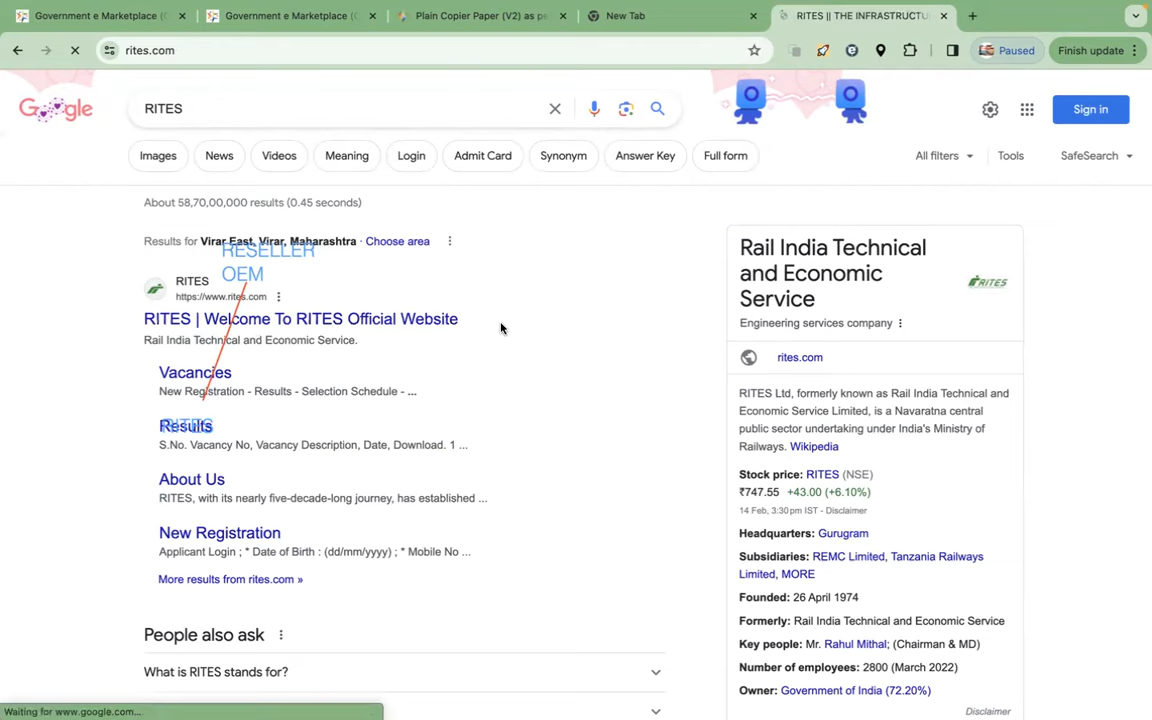 Government e Marketplace (
Government e Marketplace (
Plain Copier Paper (V2) as pe
New Tab
RITES || THE INFRASTRUCTU
rites.com
Paused
Finish update
Google
RITES
Sign in
Images
News
Videos
Meaning
Login
Admit Card
Synonym
Answer Key
Full form
All filters
Tools
SafeSearch
About 58,70,00,000 results (0.45 seconds)
Results for Virar East, Virar, Maharashtra · Choose area
RESELLER
OEM
RITES
https://www.rites.com
RITES | Welcome To RITES Official Website
Rail India Technical and Economic Service.
Vacancies
New Registration - Results - Selection Schedule - ...
Results
RITES
S.No. Vacancy No, Vacancy Description, Date, Download. 1 ...
About Us
RITES, with its nearly five-decade-long journey, has established ...
New Registration
Applicant Login ; * Date of Birth : (dd/mm/yyyy) ; * Mobile No ...
More results from rites.com »
People also ask
What is RITES stands for?
Waiting for www.google.com...
Rail India Technical
and Economic
Service
RITES
Engineering services company
rites.com
RITES Ltd, formerly known as Rail India Technical and
Economic Service Limited, is a Navaratna central
public sector undertaking under India's Ministry of
Railways. Wikipedia
Stock price: RITES (NSE)
₹747.55 +43.00 (+6.10%)
14 Feb, 3:30 pm IST - Disclaimer
Headquarters: Gurugram
Subsidiaries: REMC Limited, Tanzania Railways
Limited, MORE
Founded: 26 April 1974
Formerly: Rail India Technical and Economic Service
Key people: Mr. Rahul Mithal; (Chairman & MD)
Number of employees: 2800 (March 2022)
Owner: Government of India (72.20%)
Disclaimer